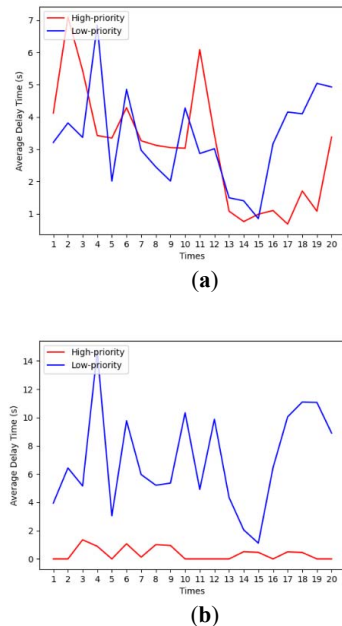 High-priority
Low-priority
7
6
5
4
3
2
1
Average Delay Time (s)
1 2 3 4 5 6 7 8 9 10 11 12 13 14 15 16 17 18 19 20
Times
(a)
High-priority
Low-priority
14
12
10
8
6
4
2
0
Average Delay Time (s)
1 2 3 4 5 6 7 8 9 10 11 12 13 14 15 16 17 18 19 20
Times
(b)